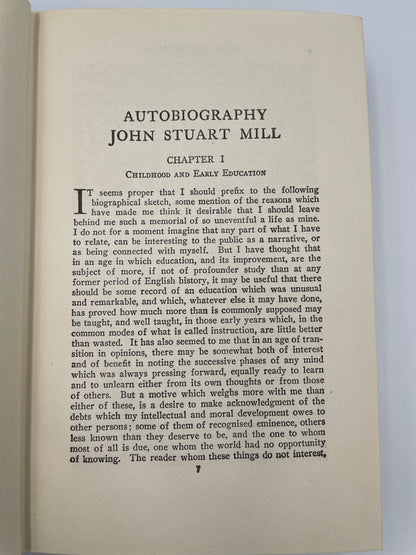 AUTOBIOGRAPHY
JOHN STUART MILL
CHAPTER I
CHILDHOOD AND EARLY EDUCATION
IT seems proper that I should prefix to the following
biographical sketch, some mention of the reasons which
have made me think it desirable that I should leave
behind me such a memorial of so uneventful a life as mine.
I do not for a moment imagine that any part of what I have
to relate, can be interesting to the public as a narrative, or
as being connected with myself. But I have thought that
in an age in which education, and its improvement, are the
subject of more, if not of profounder study than at any
former period of English history, it may be useful that there
should be some record of an education which was unusual
and remarkable, and which, whatever else it may have done,
has proved how much more than is commonly supposed may
be taught, and well taught, in those early years which, in the
common modes of what is called instruction, are little better
than wasted. It has also seemed to me that in an age of tran-
sition in opinions, there may be somewhat both of interest
and of benefit in noting the successive phases of any mind
which was always pressing forward, equally ready to learn
and to unlearn either from its own thoughts or from those
of others. But a motive which weighs more with me than
either of these, is a desire to make acknowledgment of the
debts which my intellectual and moral development owes to
other persons; some of them of recognised eminence, others
less known than they deserve to be, and the one to whom
most of all is due, one whom the world had no opportunity
of knowing. The reader whom these things do not interest,
7